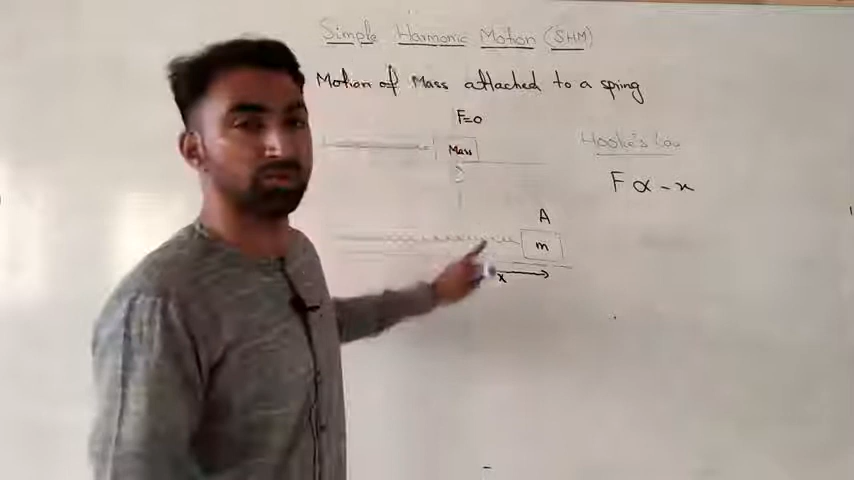 Simple Harmonic Motion (SHM)
Motion of Mass attached to a spring
F=0
Mass
Hooke's Law
F ∝ -x
A
m
x